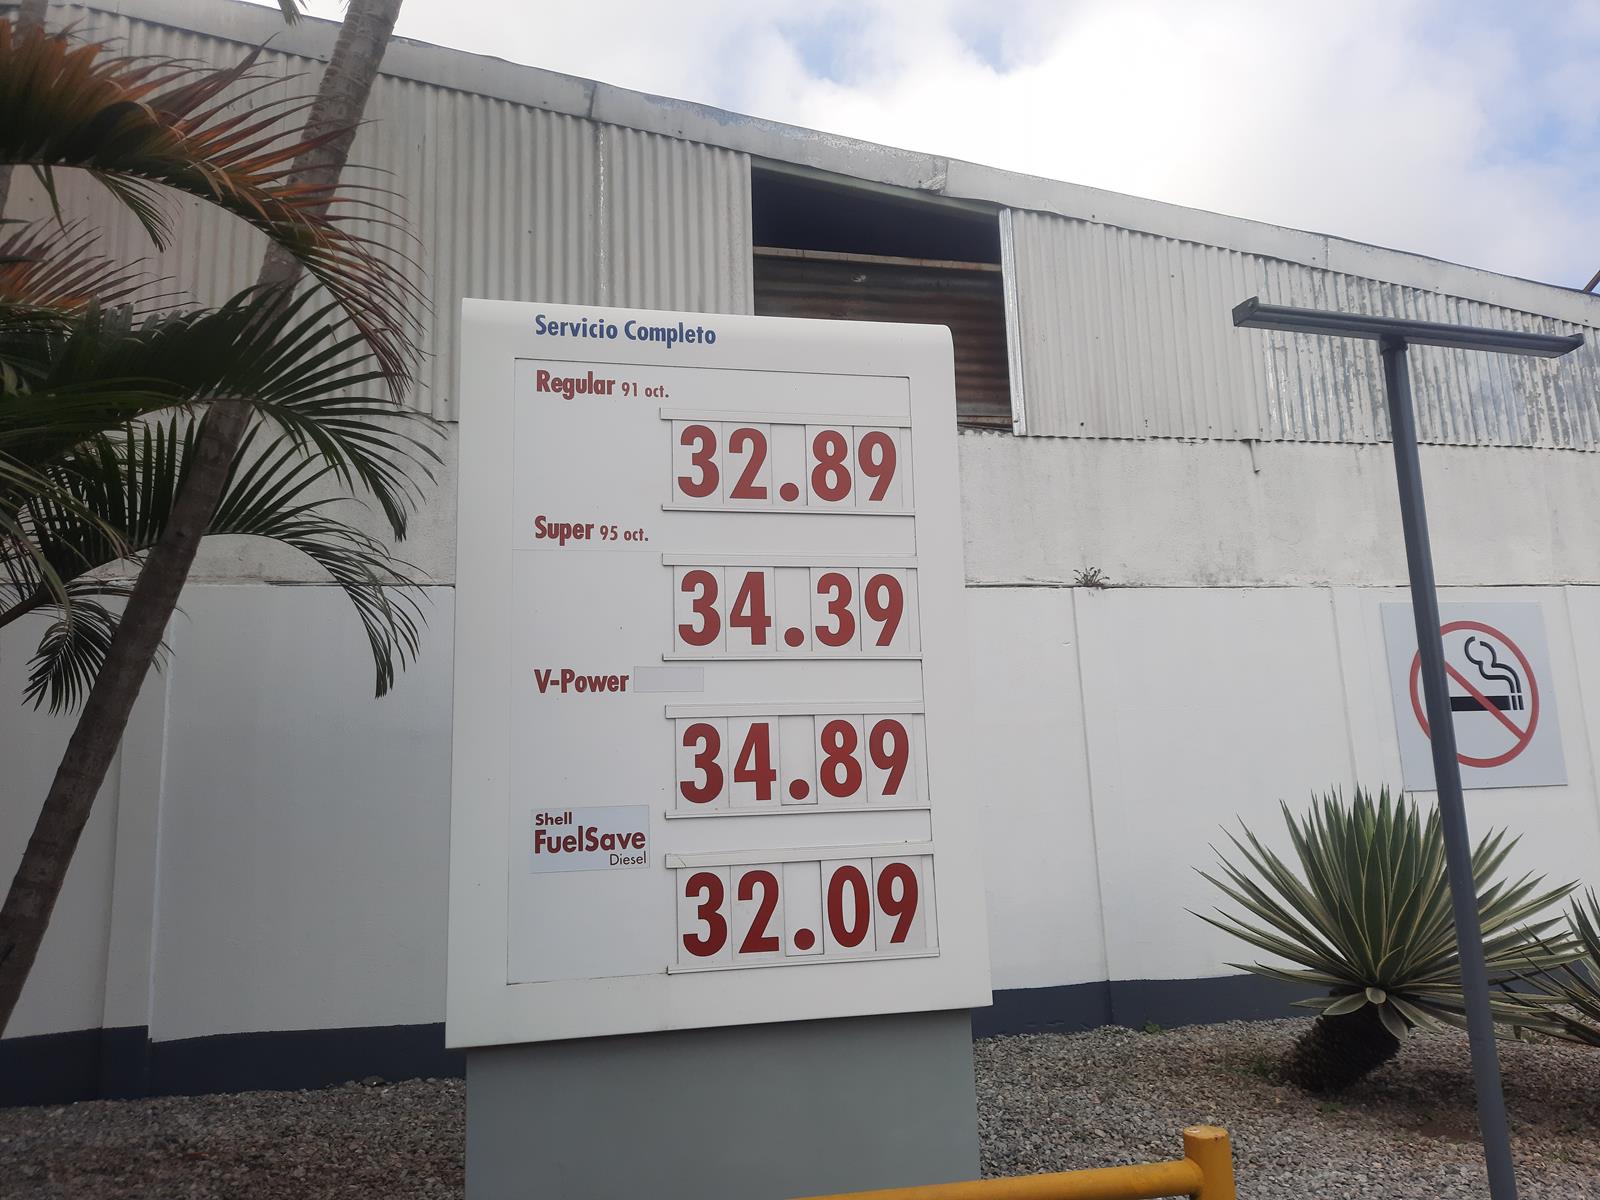 Servicio Completo
Regular 91 oct.
32.89
Super 95 oct.
34.39
V-Power
34.89
Shell
FuelSave
Diesel
32.09